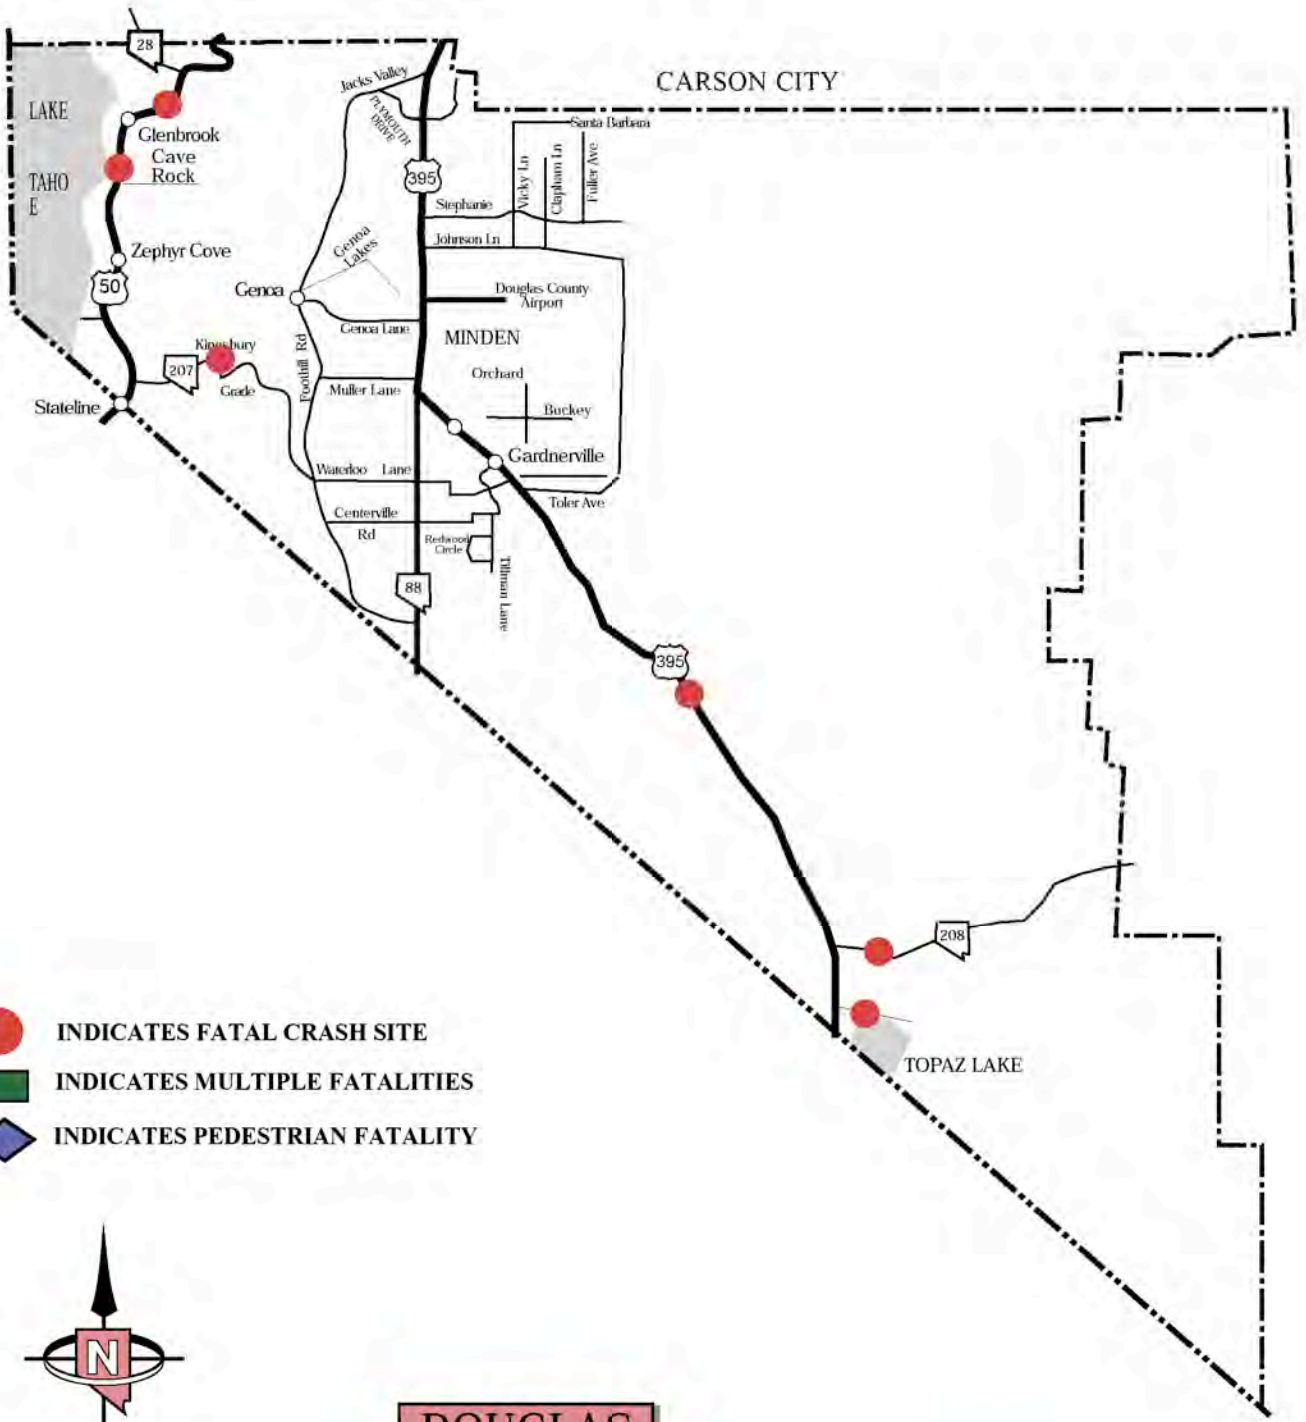 28
CARSON CITY
Jacks Valley
PLYMOUTH
DRIVE
LAKE
TAHO
E
Glenbrook
Cave
Rock
Santa Barbara
Vicky Ln
Clapham Ln
Fuller Ave
395
Stephanie
Johnson Ln
Genoa
Lakes
Zephyr Cove
50
Genoa
Douglas County
Airport
Genoa Lane
MINDEN
Kingsbury
207
Grade
Foothill Rd
Orchard
Muller Lane
Buckey
Stateline
Gardnerville
Waterloo Lane
Toler Ave
Centerville
Rd
Redwood
Circle
Tillman Lane
88
395
208
TOPAZ LAKE
INDICATES FATAL CRASH SITE
INDICATES MULTIPLE FATALITIES
INDICATES PEDESTRIAN FATALITY
N
DOUGLAS